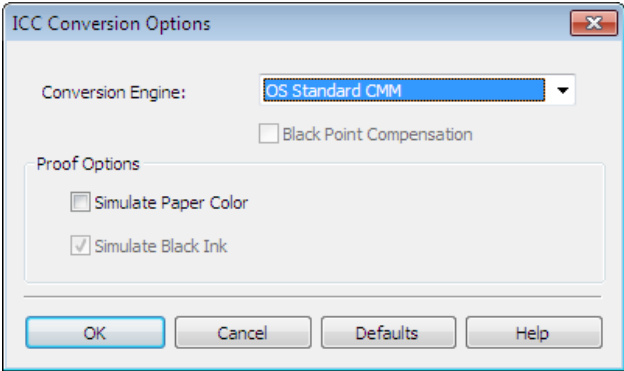 ICC Conversion Options
Conversion Engine: OS Standard CMM
Black Point Compensation
Proof Options
Simulate Paper Color
Simulate Black Ink
OK Cancel Defaults Help